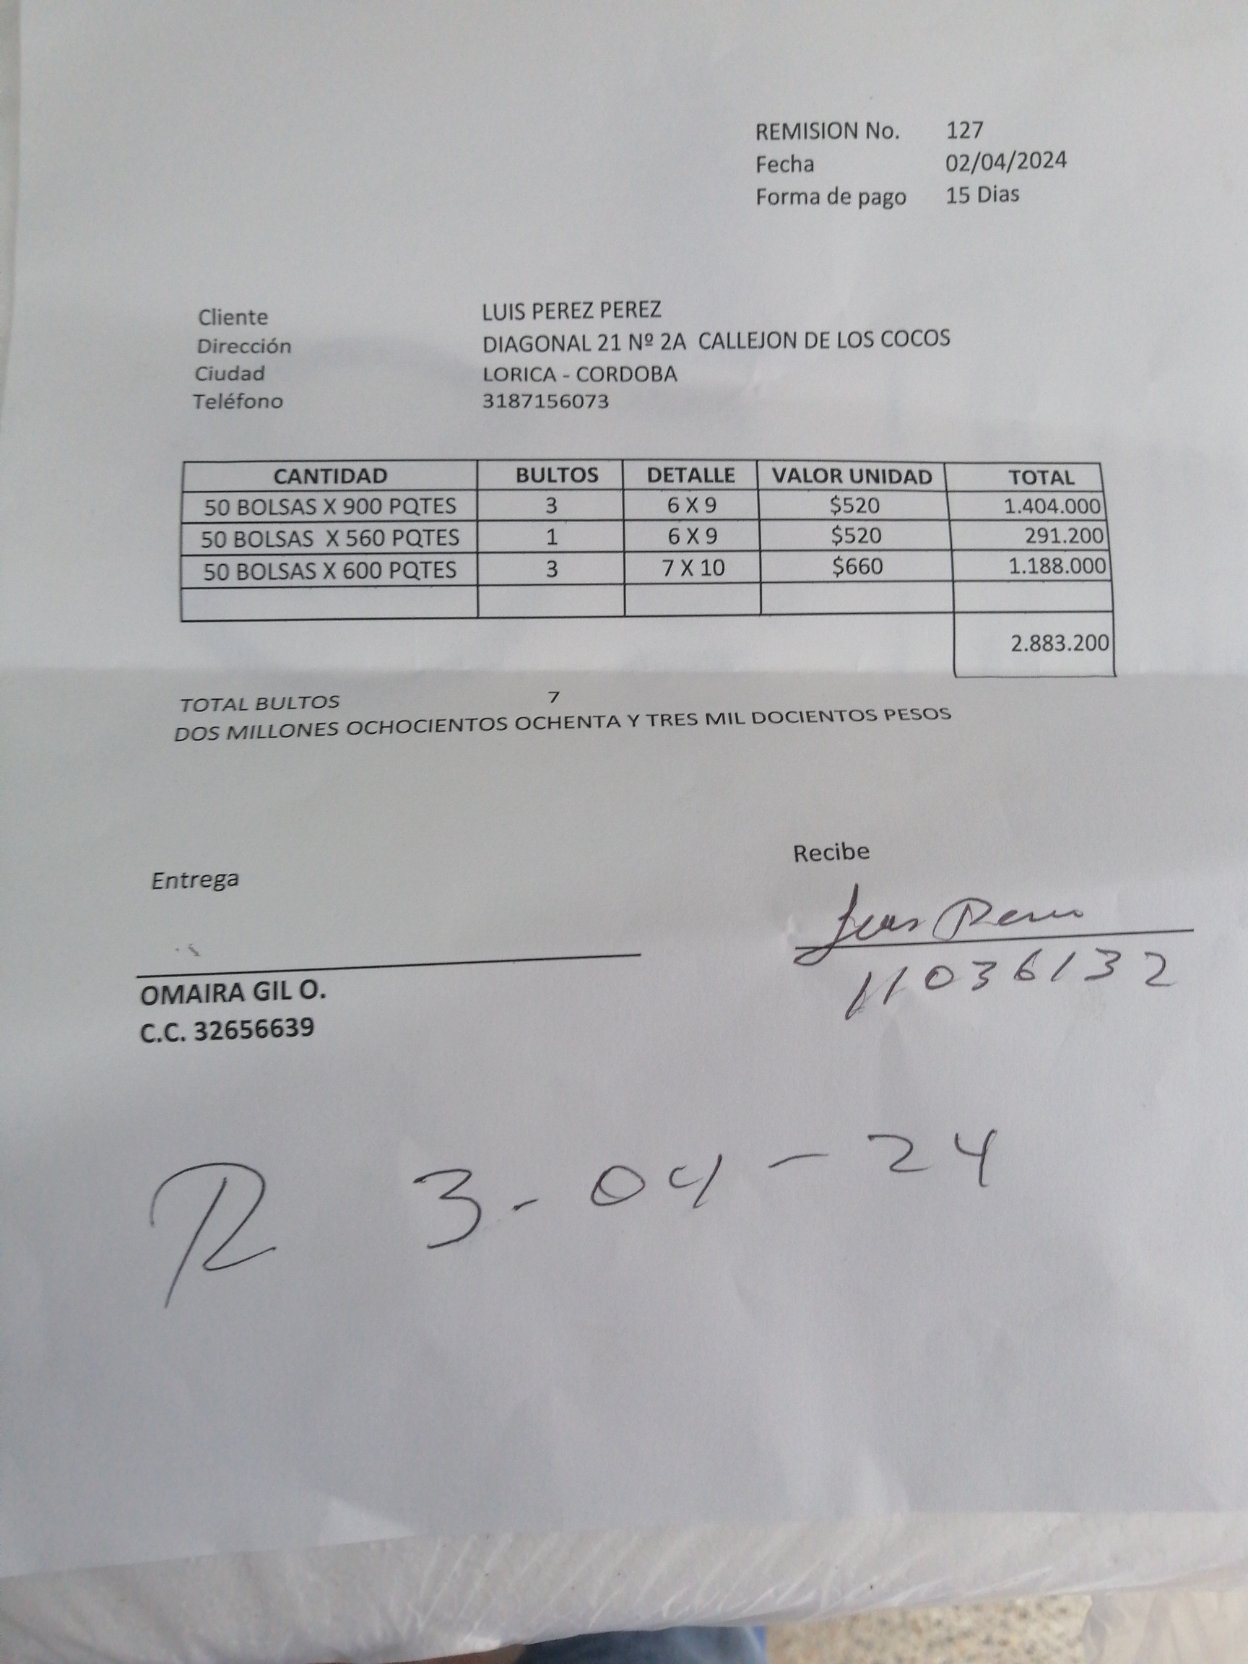 REMISION No. 127
Fecha 02/04/2024
Forma de pago 15 Dias
Cliente LUIS PEREZ PEREZ
Dirección DIAGONAL 21 Nº 2A CALLEJON DE LOS COCOS
Ciudad LORICA - CORDOBA
Teléfono 3187156073
CANTIDAD BULTOS DETALLE VALOR UNIDAD TOTAL
50 BOLSAS X 900 PQTES 3 6 X 9 $520 1.404.000
50 BOLSAS X 560 PQTES 1 6 X 9 $520 291.200
50 BOLSAS X 600 PQTES 3 7 X 10 $660 1.188.000
2.883.200
TOTAL BULTOS 7
DOS MILLONES OCHOCIENTOS OCHENTA Y TRES MIL DOCIENTOS PESOS
Entrega
Recibe
Luis Perez
11036132
OMAIRA GIL O.
C.C. 32656639
R 3-04-24